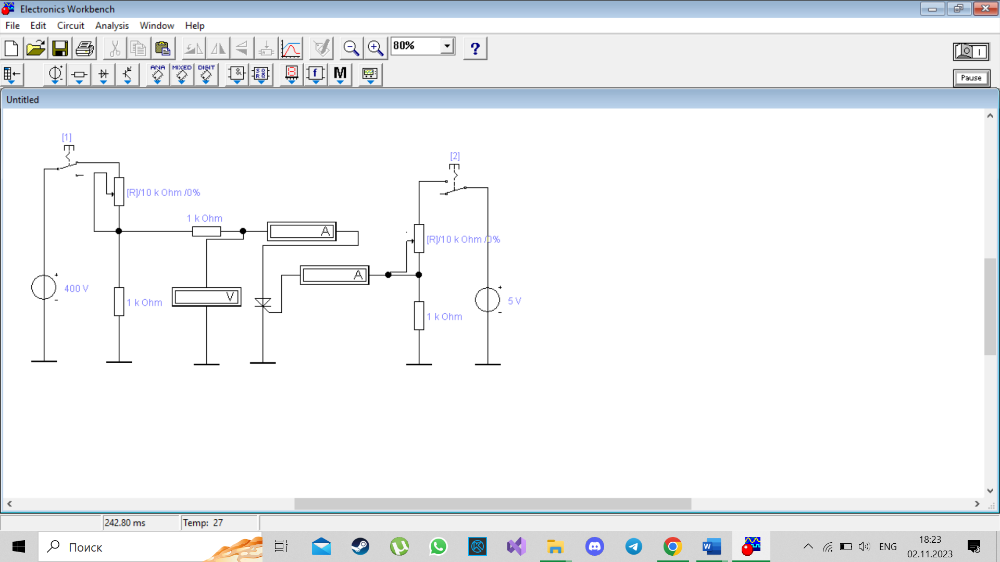 Electronics Workbench
File Edit Circuit Analysis Window Help
80%
?
ANA MIXED DIGIT
f M
Pause
Untitled
[1]
[2]
[R]/10 k Ohm /0%
1 k Ohm
A
[R]/10 k Ohm /0%
A
400 V
V
1 k Ohm
5 V
1 k Ohm
242.80 ms
Temp: 27
Поиск
W
ENG
18:23
02.11.2023